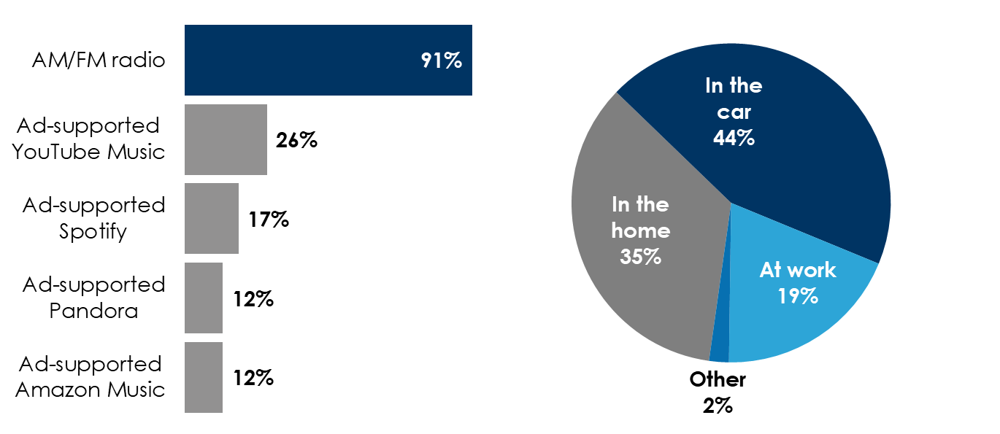 AM/FM radio
91%
Ad-supported
YouTube Music
26%
Ad-supported
Spotify
17%
Ad-supported
Pandora
12%
Ad-supported
Amazon Music
12%
In the
car
44%
In the
home
35%
At work
19%
Other
2%